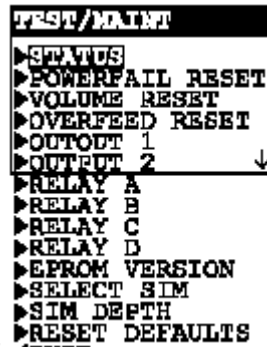 TEST/MAINT
▶STATUS
▶POWERFAIL RESET
▶VOLUME RESET
▶OVERFEED RESET
▶OUTOUT 1
▶OUTPUT 2 ↓
▶RELAY A
▶RELAY B
▶RELAY C
▶RELAY D
▶EPROM VERSION
▶SELECT SIM
▶SIM DEPTH
▶RESET DEFAULTS